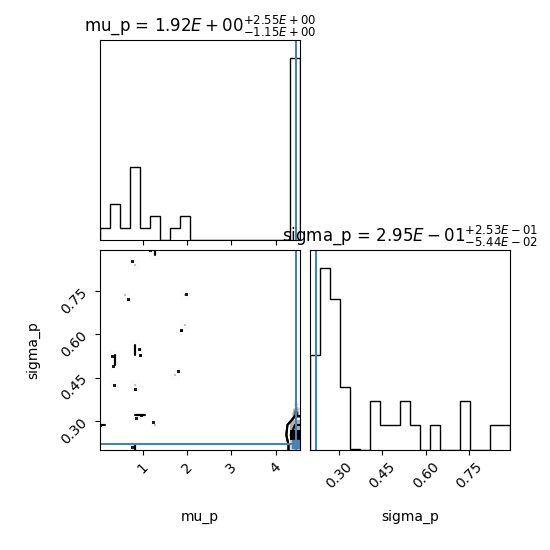 mu_p = 1.92E + 00+2.55E+00−1.15E+00
sigma_p = 2.95E − 01+2.53E−01−5.44E−02
0.75
0.60
0.45
0.30
sigma_p
1 2 3 4
0.30 0.45 0.60 0.75
mu_p
sigma_p